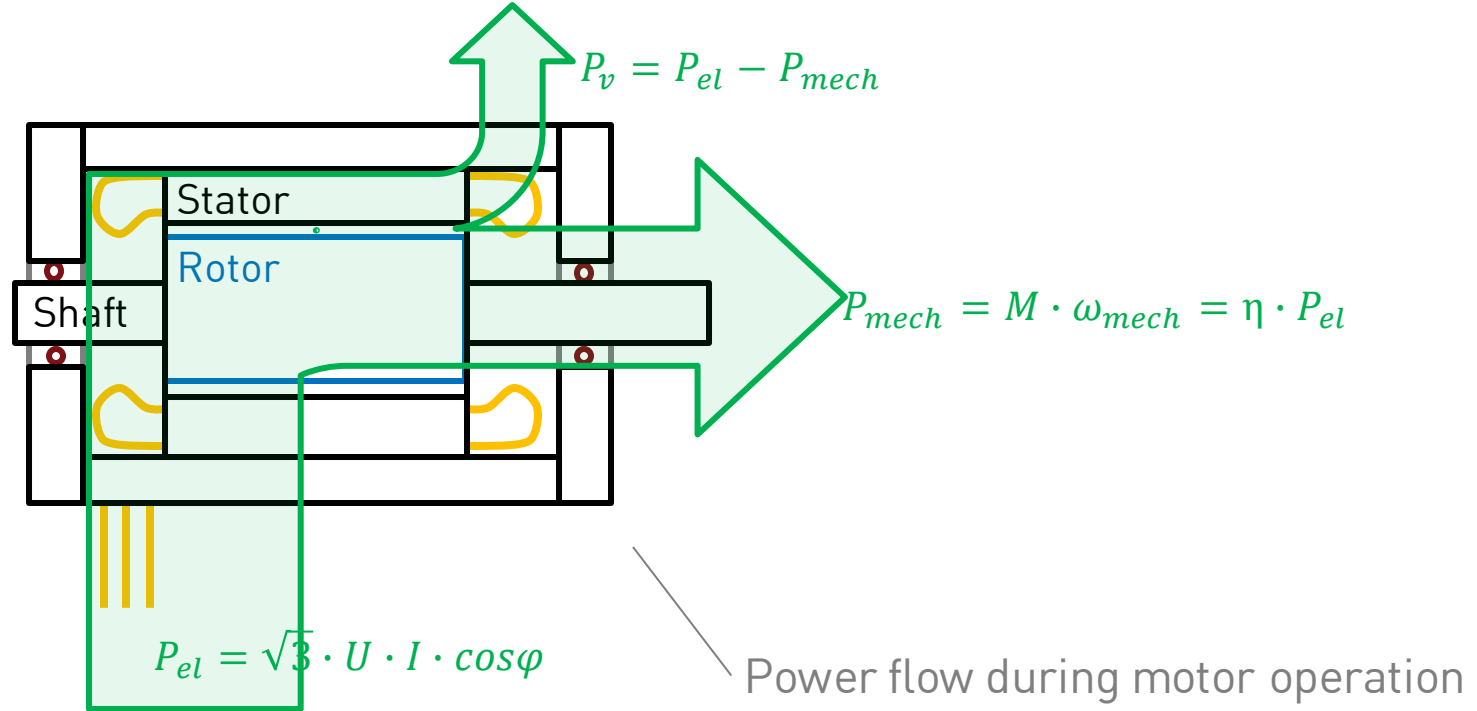 P_v = P_el − P_mech
Stator
Rotor
Shaft
P_mech = M · ω_mech = η · P_el
P_el = √3 · U · I · cosφ
Power flow during motor operation